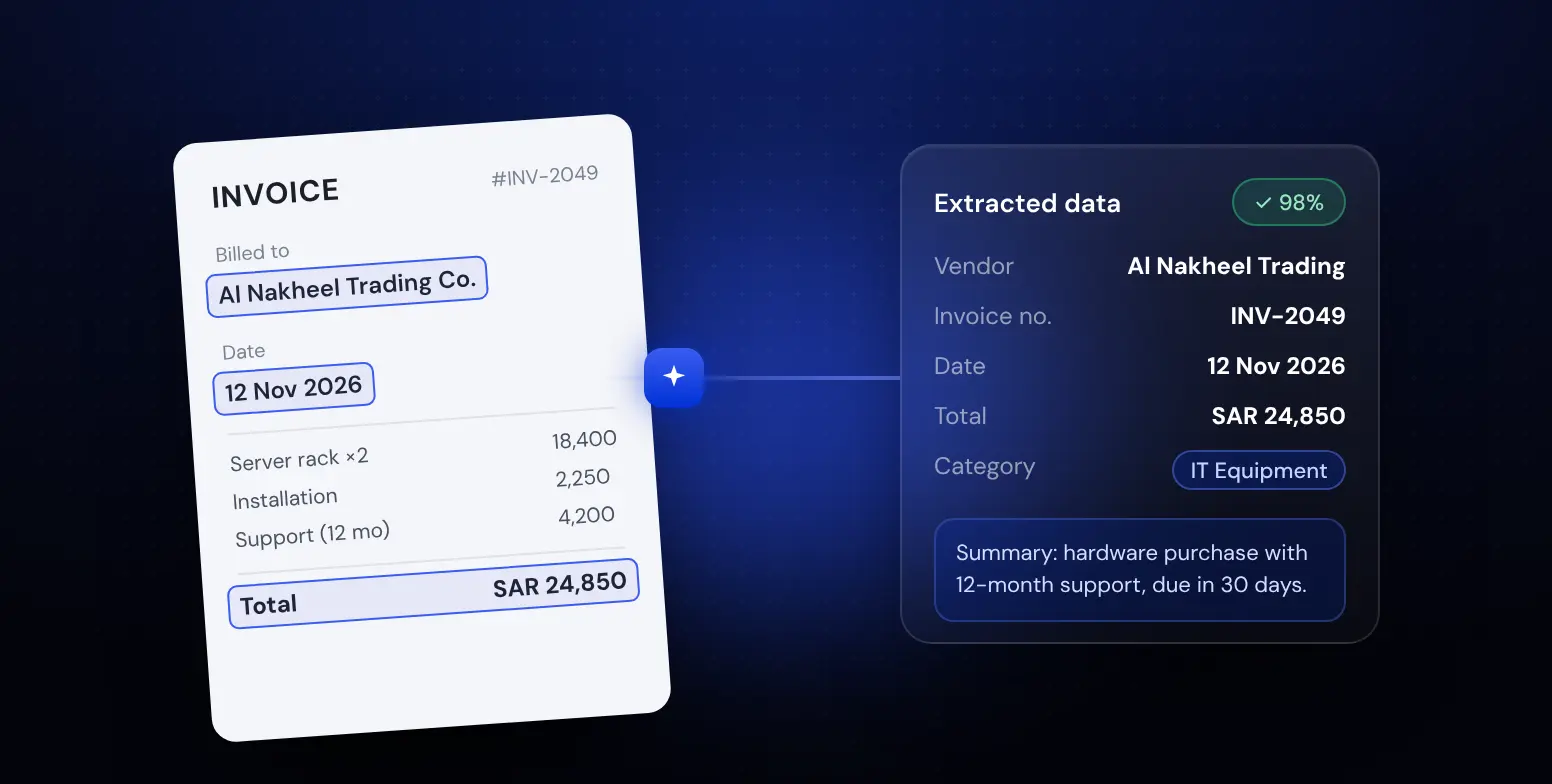 INVOICE #INV-2049
Billed to
Al Nakheel Trading Co.
Date
12 Nov 2026
Server rack ×2 18,400
Installation 2,250
Support (12 mo) 4,200
Total SAR 24,850
Extracted data ✓ 98%
Vendor Al Nakheel Trading
Invoice no. INV-2049
Date 12 Nov 2026
Total SAR 24,850
Category IT Equipment
Summary: hardware purchase with
12-month support, due in 30 days.